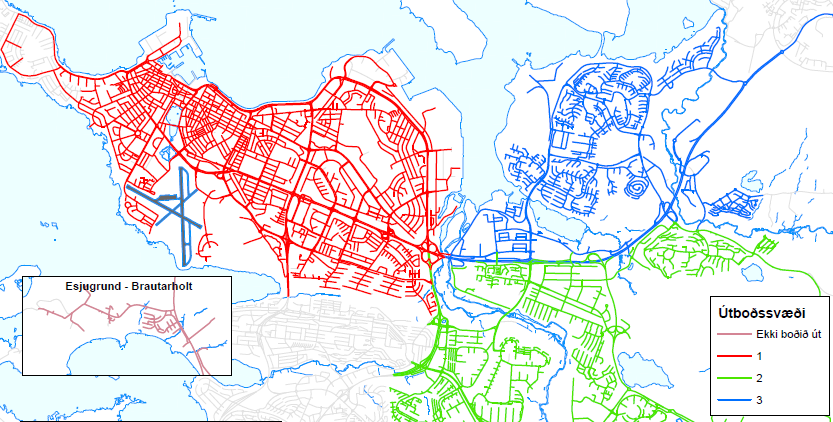 Esjugrund - Brautarholt
Útboðssvæði
Ekki boðið út
1
2
3